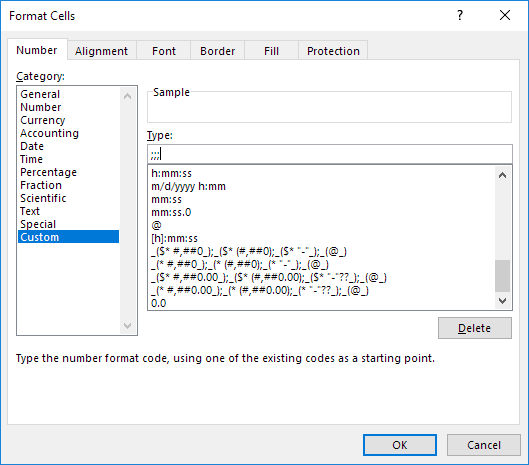 Format Cells
?
Number
Alignment
Font
Border
Fill
Protection
Category:
General
Number
Currency
Accounting
Date
Time
Percentage
Fraction
Scientific
Text
Special
Custom
Sample
Type:
;;;
h:mm:ss
m/d/yyyy h:mm
mm:ss
mm:ss.0
@
[h]:mm:ss
_($* #,##0_);_($* (#,##0);_($* "-"_);_(@_)
_(* #,##0_);_(* (#,##0);_(* "-"_);_(@_)
_($* #,##0.00_);_($* (#,##0.00);_($* "-"??_);_(@_)
_(* #,##0.00_);_(* (#,##0.00);_(* "-"??_);_(@_)
0.0
Delete
Type the number format code, using one of the existing codes as a starting point.
OK
Cancel